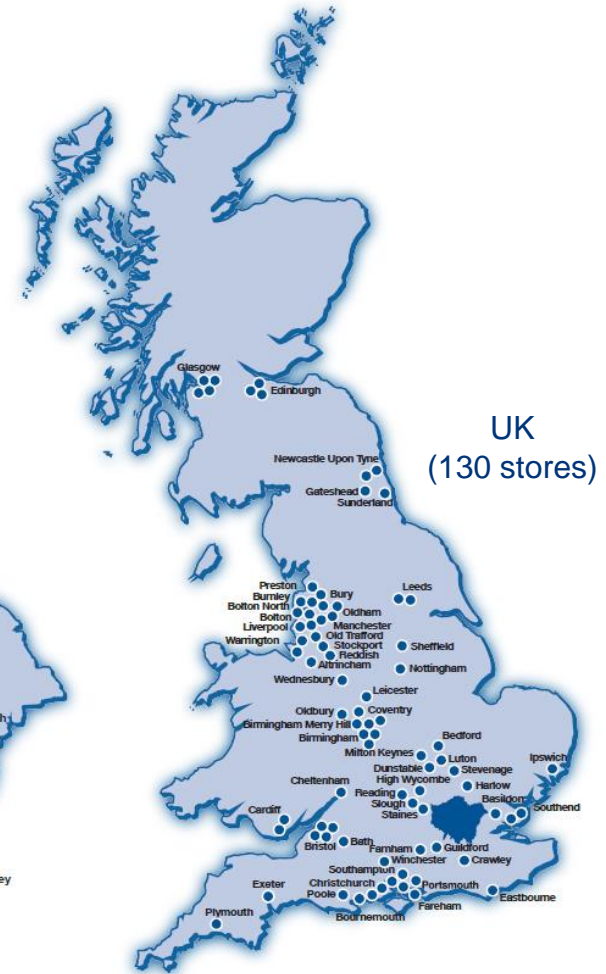 Glasgow
Edinburgh
UK
(130 stores)
Newcastle Upon Tyne
Gateshead
Sunderland
Preston
Burnley
Bury
Leeds
Bolton North
Oldham
Bolton
Liverpool
Manchester
Old Trafford
Warrington
Stockport
Sheffield
Reddish
Altrincham
Nottingham
Wednesbury
Leicester
Oldbury
Coventry
Birmingham Merry Hill
Birmingham
Bedford
Milton Keynes
Luton
Ipswich
Dunstable
Stevenage
High Wycombe
Cheltenham
Harlow
Reading
Basildon
Slough
Southend
Cardiff
Staines
Bristol
Bath
Farnham
Guildford
Winchester
Crawley
Southampton
Exeter
Christchurch
Portsmouth
Poole
Eastbourne
Fareham
Bournemouth
Plymouth